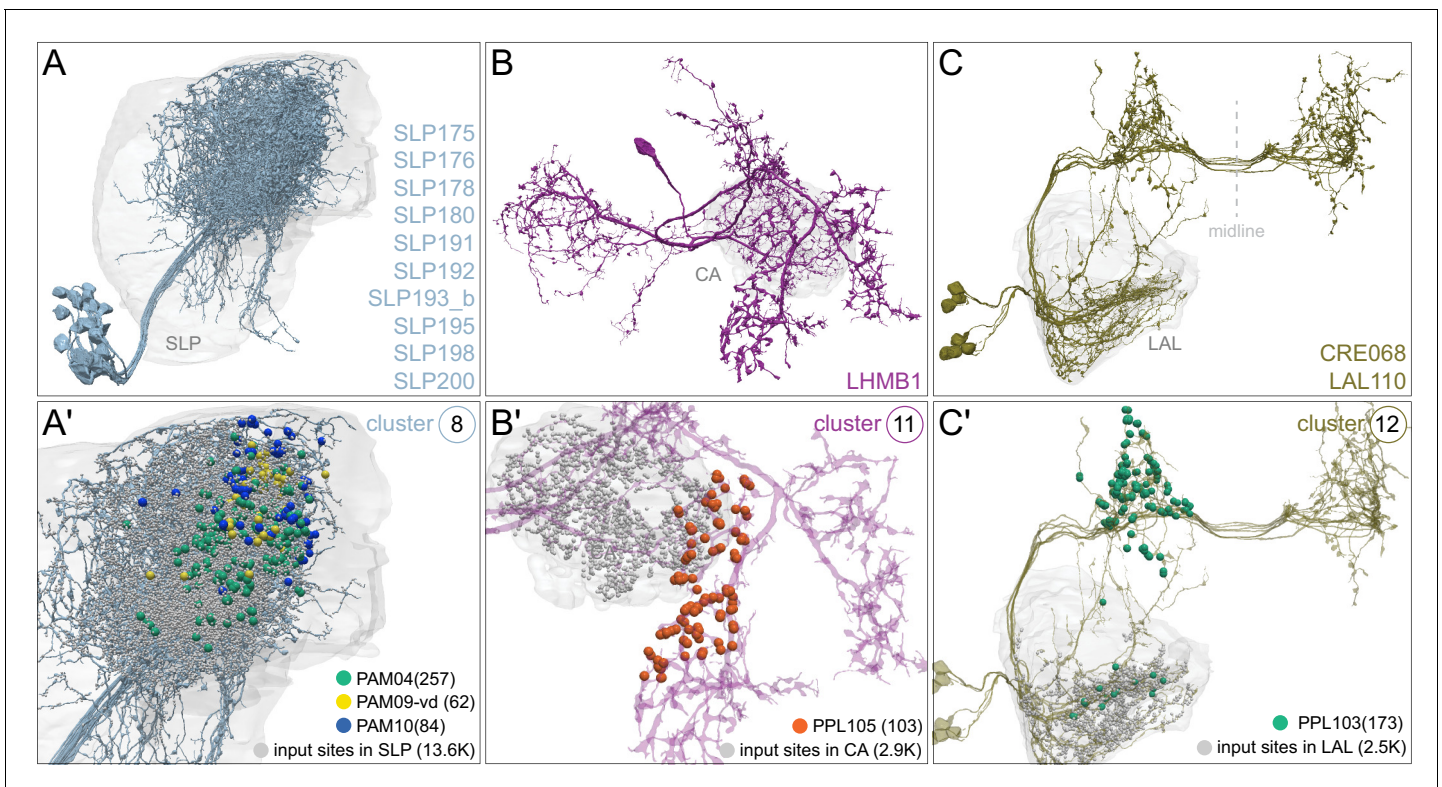 A
SLP175
SLP176
SLP178
SLP180
SLP191
SLP192
SLP193_b
SLP195
SLP198
SLP200
SLP
B
CA
LHMB1
C
midline
LAL
CRE068
LAL110
A'
cluster 8
PAM04(257)
PAM09-vd (62)
PAM10(84)
input sites in SLP (13.6K)
B'
cluster 11
PPL105 (103)
input sites in CA (2.9K)
C'
cluster 12
PPL103(173)
input sites in LAL (2.5K)